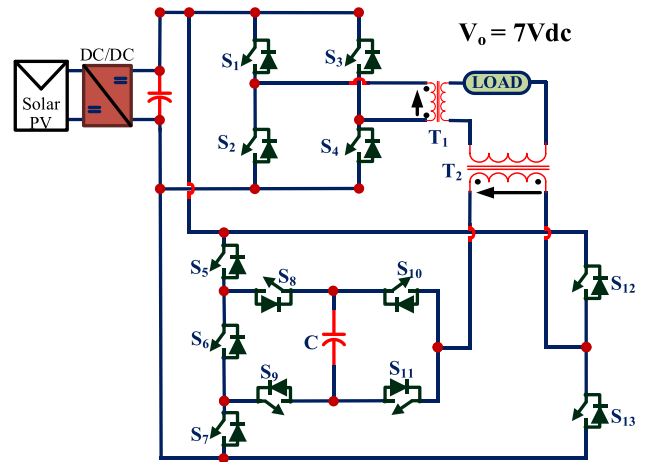 V₀ = 7Vdc
DC/DC
Solar
PV
S₁
S₃
S₂
S₄
LOAD
T₁
T₂
S₅
S₈
S₁₀
S₁₂
S₆
C
S₉
S₁₁
S₇
S₁₃